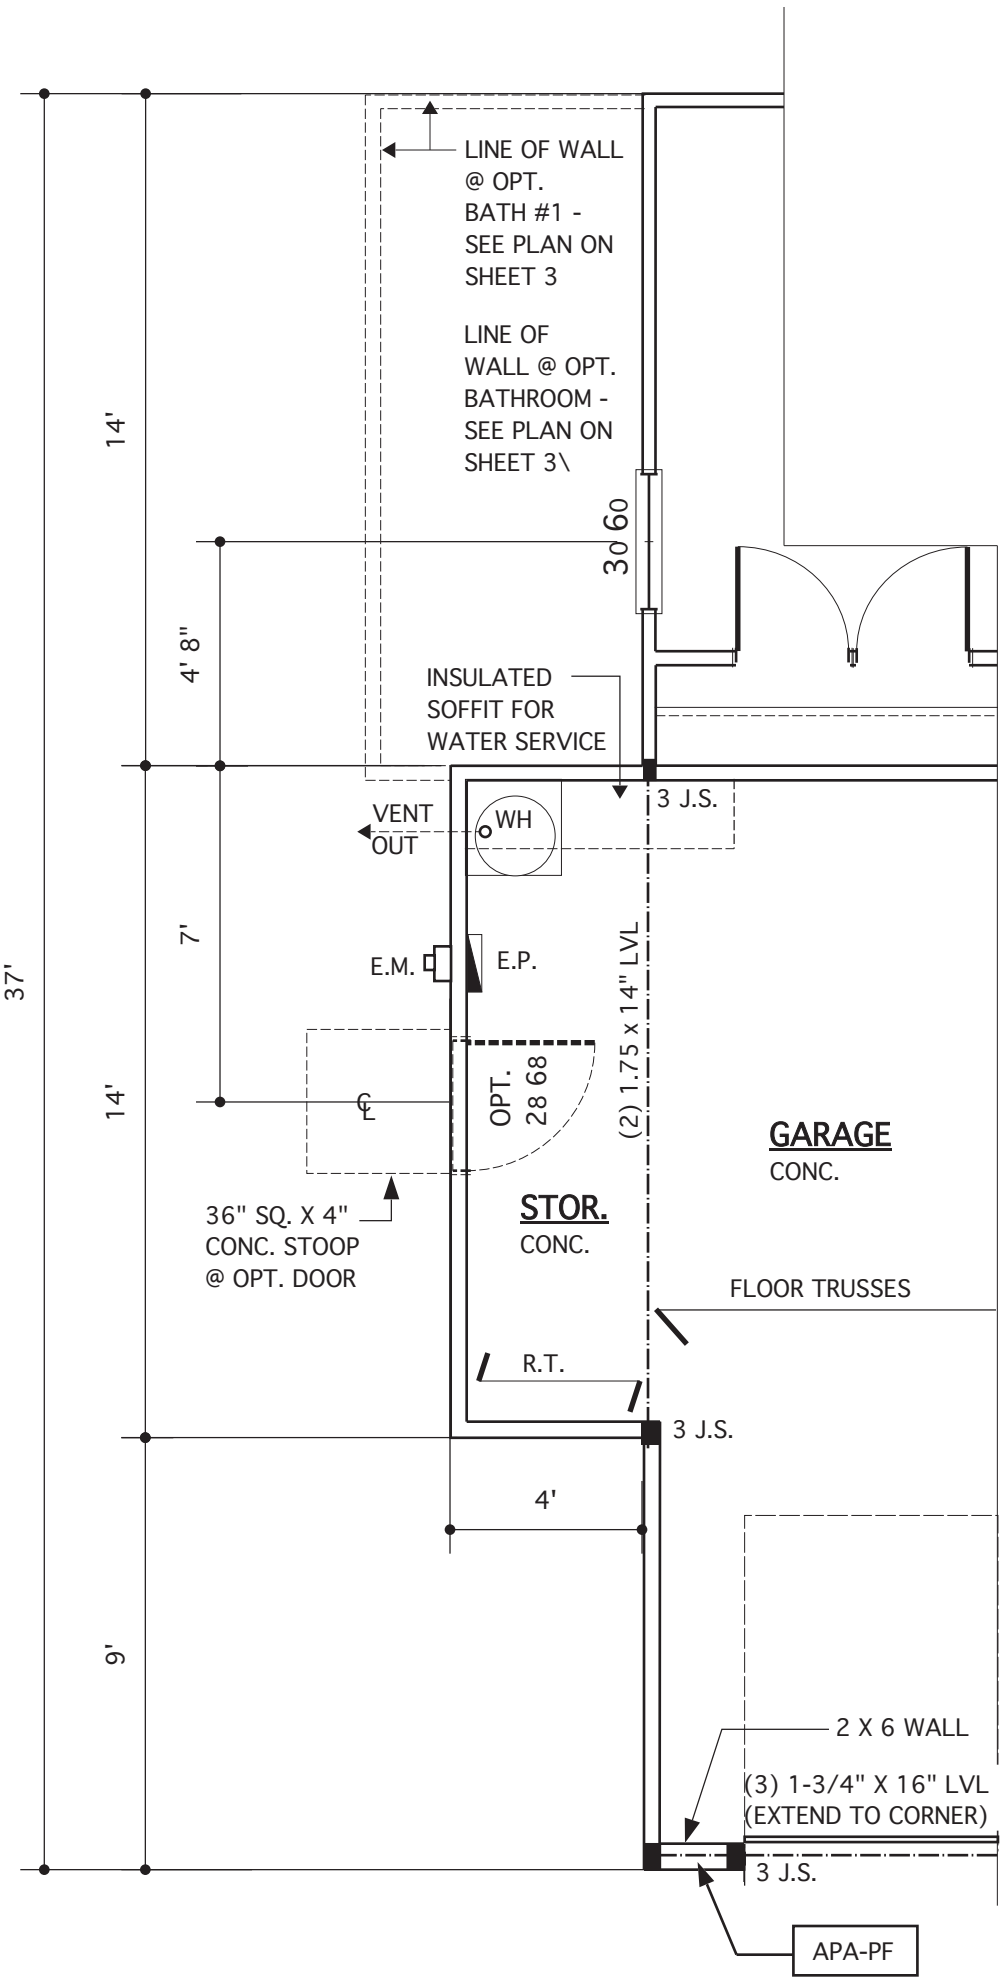 LINE OF WALL
@ OPT.
BATH #1 -
SEE PLAN ON
SHEET 3
LINE OF
WALL @ OPT.
BATHROOM -
SEE PLAN ON
SHEET 3\
14'
30 60
4' 8"
INSULATED
SOFFIT FOR
WATER SERVICE
3 J.S.
VENT
OUT
WH
7'
37'
E.M.
E.P.
(2) 1.75 x 14" LVL
14'
℄
OPT.
28 68
GARAGE
CONC.
STOR.
CONC.
36" SQ. X 4"
CONC. STOOP
@ OPT. DOOR
FLOOR TRUSSES
R.T.
3 J.S.
4'
9'
2 X 6 WALL
(3) 1-3/4" X 16" LVL
(EXTEND TO CORNER)
3 J.S.
APA-PF